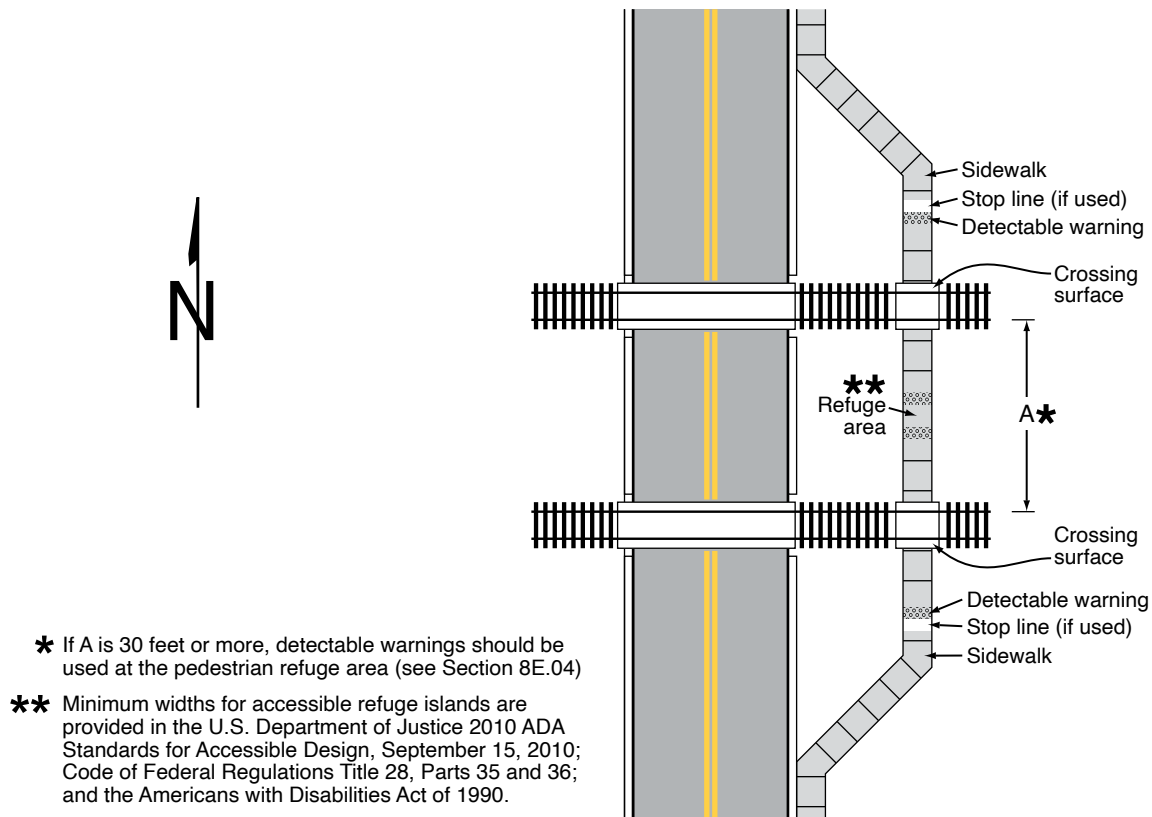 N
Sidewalk
Stop line (if used)
Detectable warning
Crossing
surface
**
Refuge
area
A*
Crossing
surface
Detectable warning
Stop line (if used)
Sidewalk
* If A is 30 feet or more, detectable warnings should be
used at the pedestrian refuge area (see Section 8E.04)
** Minimum widths for accessible refuge islands are
provided in the U.S. Department of Justice 2010 ADA
Standards for Accessible Design, September 15, 2010;
Code of Federal Regulations Title 28, Parts 35 and 36;
and the Americans with Disabilities Act of 1990.